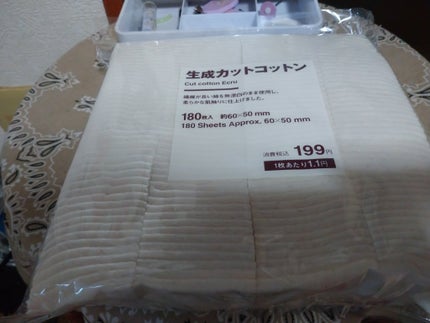 生成カットコットン
Cut cotton Ecru
繊維が長い綿を無漂白のまま使用し、
柔らかな肌触りに仕上げました。
180枚入 約60×50mm
180 Sheets Approx. 60×50 mm
消費税込 199円
1枚あたり1.1円